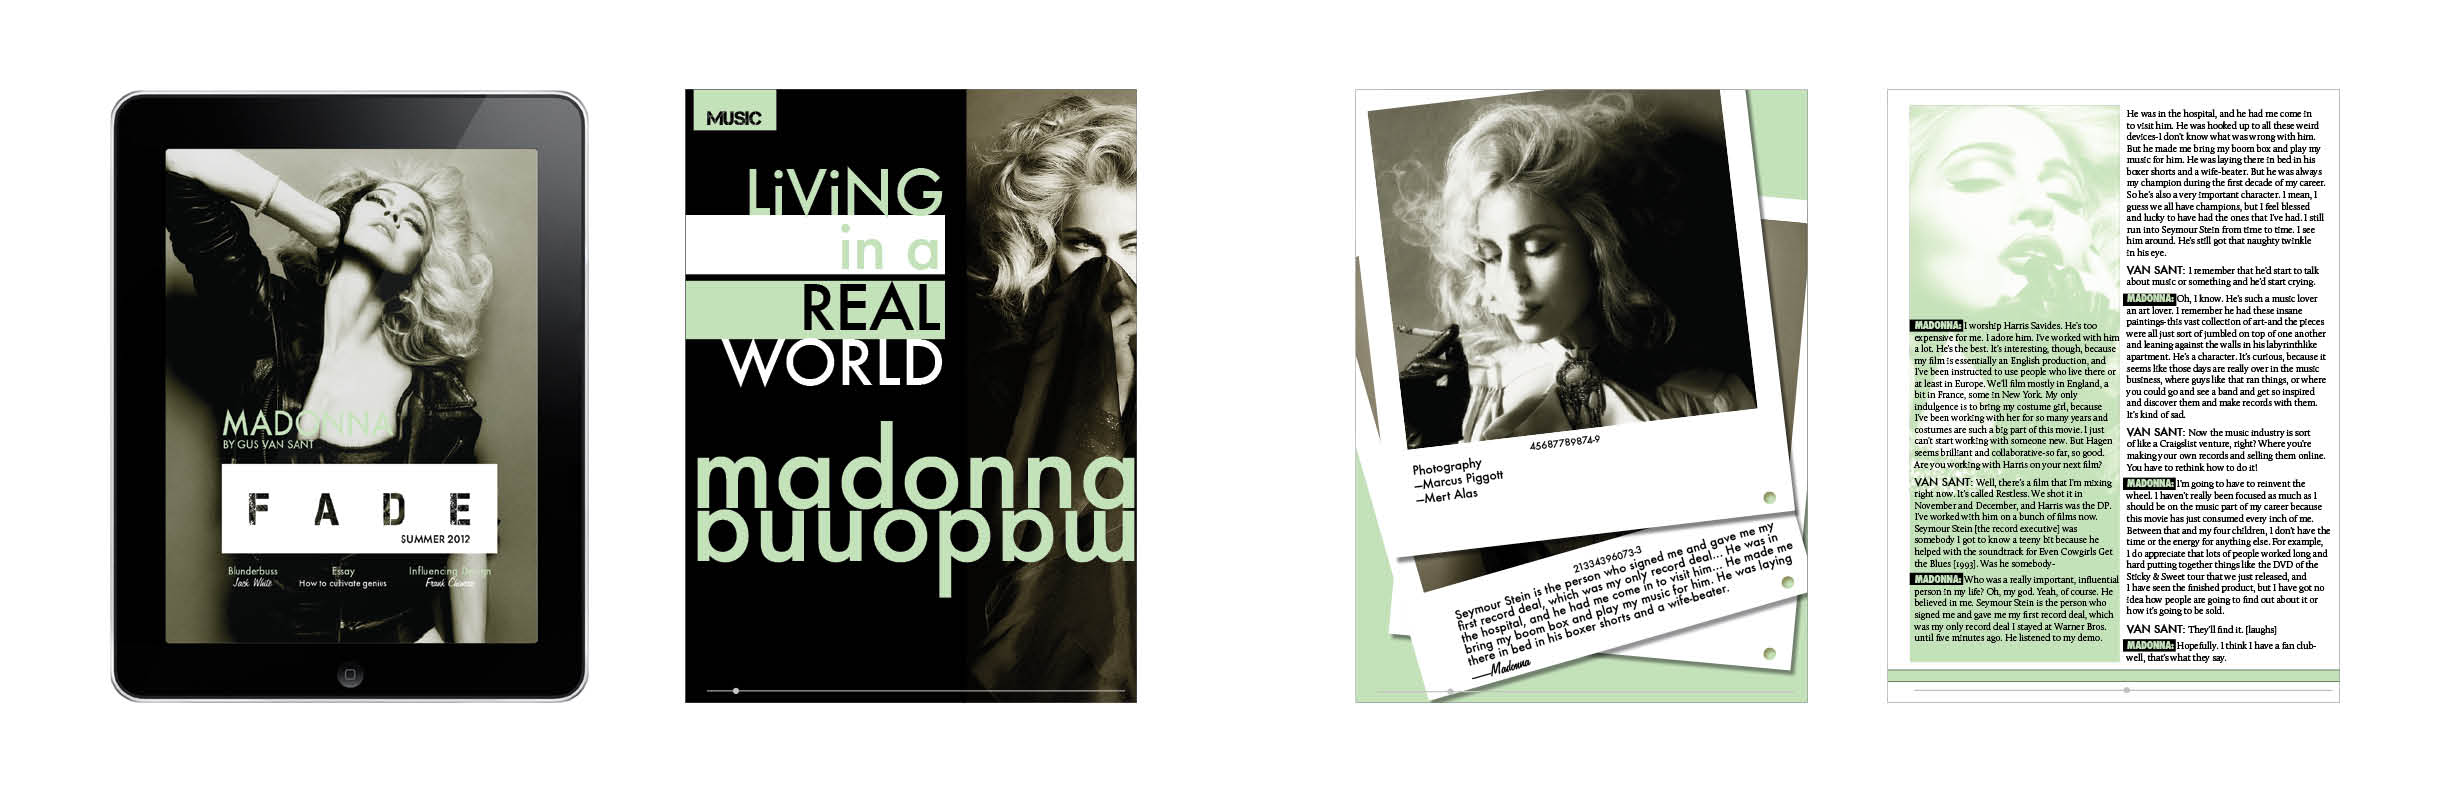 MADONNA
BY GUS VAN SANT
F A D E
SUMMER 2012
Blunderbuss
Jack White
Essay
How to cutivate genius
Influencing Design
Frank Chimero
MUSIC
LiViNG
in a
REAL
WORLD
madonna
madonna
45687789874-9
Photography
—Marcus Piggott
—Mert Alas
21334396073-3
Seymour Stein is the person who signed me and gave me my
first record deal, which was my only record deal... He was in
the hospital, and he had me come in to visit him... He made me
bring my boom box and play my music for him. He was laying
there in bed in his boxer shorts and a wife-beater.
—Madonna
MADONNA: I worship Harris Savides. He's too
expensive for me. I adore him. I've worked with him
a lot. He's the best. It's interesting, though, because
my film is essentially an English production, and
I've been instructed to use people who live there or
at least in Europe. We'll film mostly in England, a
bit in France, some in New York. My only
indulgence is to bring my costume girl, because
I've been working with her for so many years and
costumes are such a big part of this movie. I just
can't start working with someone new. But Hagen
seems brilliant and collaborative-so far, so good.
Are you working with Harris on your next film?
VAN SANT: Well, there's a film that I'm mixing
right now. It's called Restless. We shot it in
November and December, and Harris was the DP.
I've worked with him on a bunch of films now.
Seymour Stein [the record executive] was
somebody I got to know a teeny bit because he
helped with the soundtrack for Even Cowgirls Get
the Blues [1993]. Was he somebody-
MADONNA: Who was a really important, influential
person in my life? Oh, my god. Yeah, of course. He
believed in me. Seymour Stein is the person who
signed me and gave me my first record deal, which
was my only record deal I stayed at Warner Bros.
until five minutes ago. He listened to my demo.
He was in the hospital, and he had me come in
to visit him. He was hooked up to all these weird
devices-I don't know what was wrong with him.
But he made me bring my boom box and play my
music for him. He was laying there in bed in his
boxer shorts and a wife-beater. But he was always
my champion during the first decade of my career.
So he's also a very important character. I mean, I
guess we all have champions, but I feel blessed
and lucky to have had the ones that I've had. I still
run into Seymour Stein from time to time. I see
him around. He's still got that naughty twinkle
in his eye.
VAN SANT: I remember that he'd start to talk
about music or something and he'd start crying.
MADONNA: Oh, I know. He's such a music lover
an art lover. I remember he had these insane
paintings-this vast collection of art-and the pieces
were all just sort of jumbled on top of one another
and leaning against the walls in his labyrinthlike
apartment. He's a character. It's curious, because it
seems like those days are really over in the music
business, where guys like that ran things, or where
you could go and see a band and get so inspired
and discover them and make records with them.
It's kind of sad.
VAN SANT: Now the music industry is sort
of like a Craigslist venture, right? Where you're
making your own records and selling them online.
You have to rethink how to do it!
MADONNA: I'm going to have to reinvent the
wheel. I haven't really been focused as much as I
should be on the music part of my career because
this movie has just consumed every inch of me.
Between that and my four children, I don't have the
time or the energy for anything else. For example,
I do appreciate that lots of people worked long and
hard putting together things like the DVD of the
Sticky & Sweet tour that we just released, and
I have seen the finished product, but I have got no
idea how people are going to find out about it or
how it's going to be sold.
VAN SANT: They'll find it. [laughs]
MADONNA: Hopefully. I think I have a fan club-
well, that's what they say.